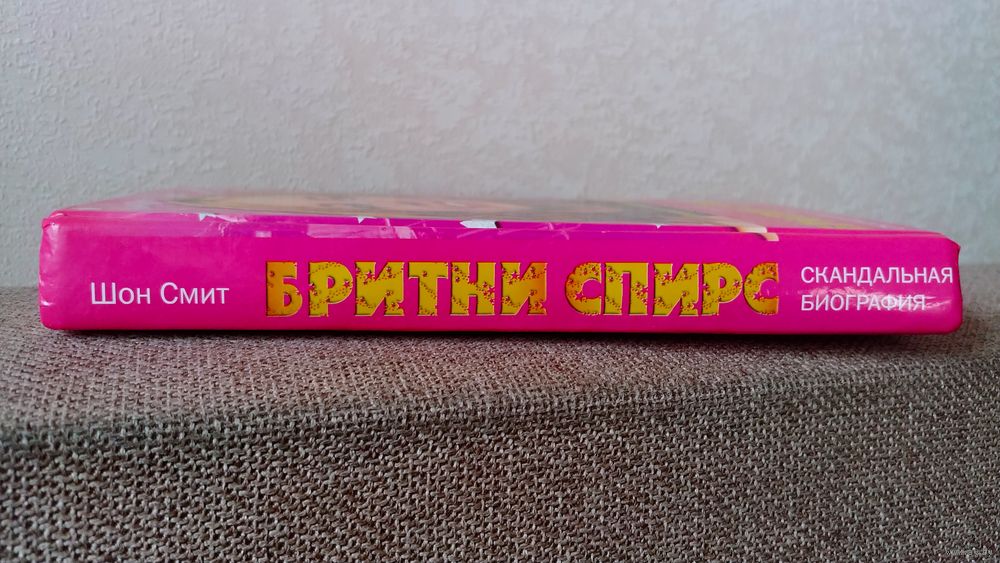 Шон Смит
БРИТНИ СПИРС
СКАНДАЛЬНАЯ
БИОГРАФИЯ